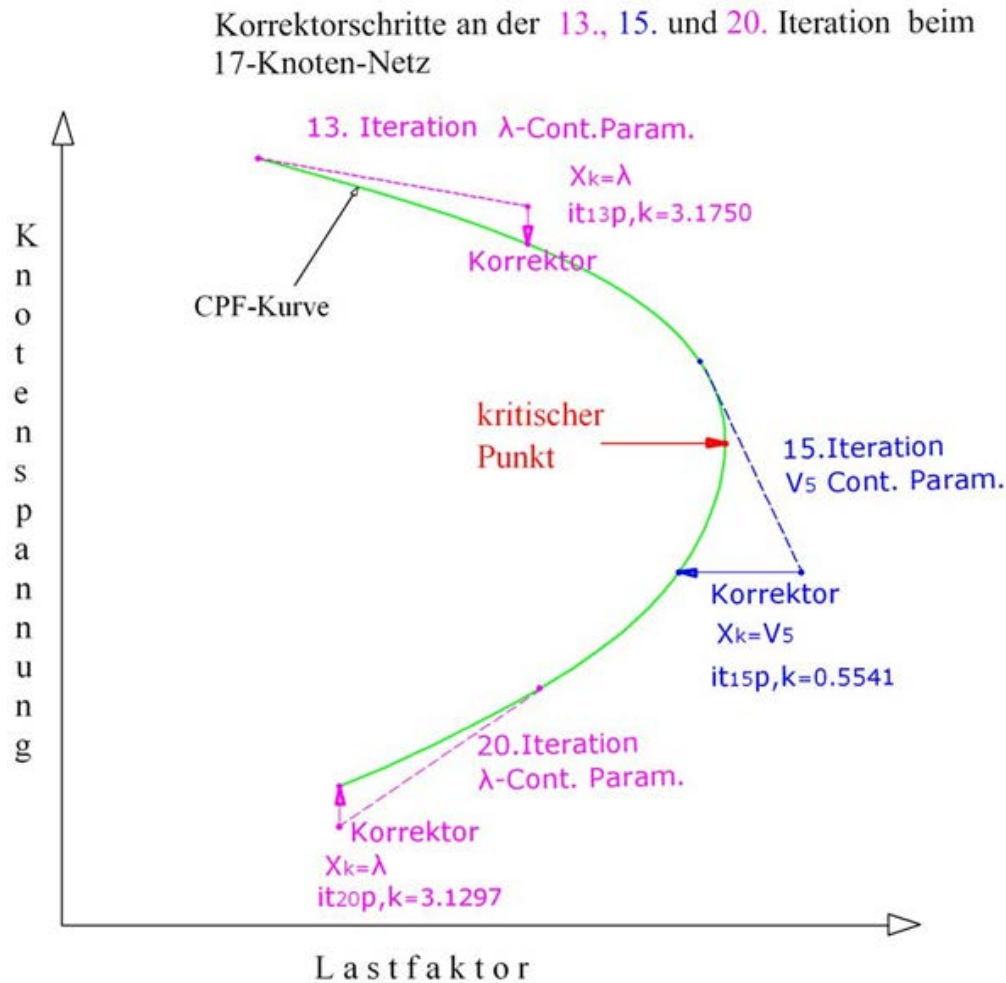 Korrektorschritte an der 13., 15. und 20. Iteration beim
17-Knoten-Netz
13. Iteration λ-Cont.Param.
Xk=λ
it13p,k=3.1750
Korrektor
CPF-Kurve
kritischer
Punkt
15.Iteration
V5 Cont. Param.
Korrektor
Xk=V5
it15p,k=0.5541
20.Iteration
λ-Cont. Param.
Korrektor
Xk=λ
it20p,k=3.1297
Knotenspannung
Lastfaktor